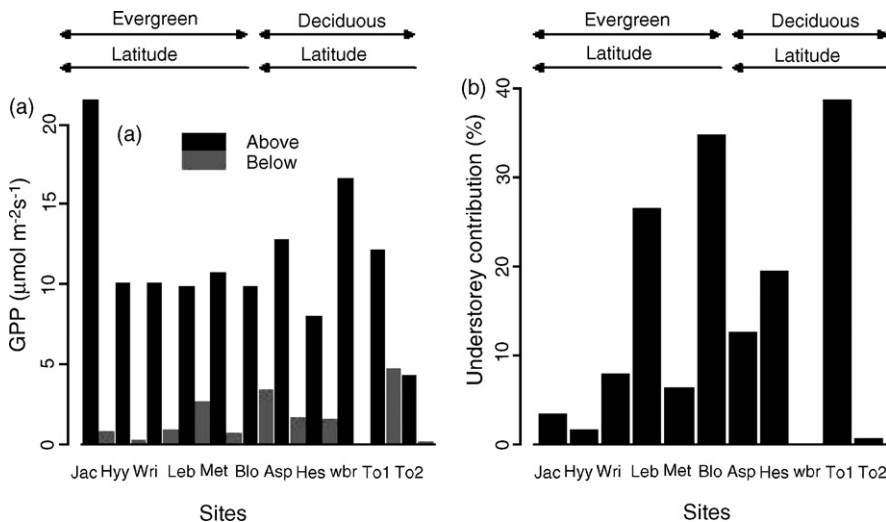 Evergreen
Deciduous
Latitude
Latitude
(a)
(a)
Above
Below
GPP (μmol m-2s-1)
20
15
10
5
0
Jac Hyy Wri Leb Met Blo Asp Hes wbr To1 To2
Sites
Evergreen
Deciduous
Latitude
Latitude
(b)
Understorey contribution (%)
40
30
20
10
0
Jac Hyy Wri Leb Met Blo Asp Hes wbr To1 To2
Sites